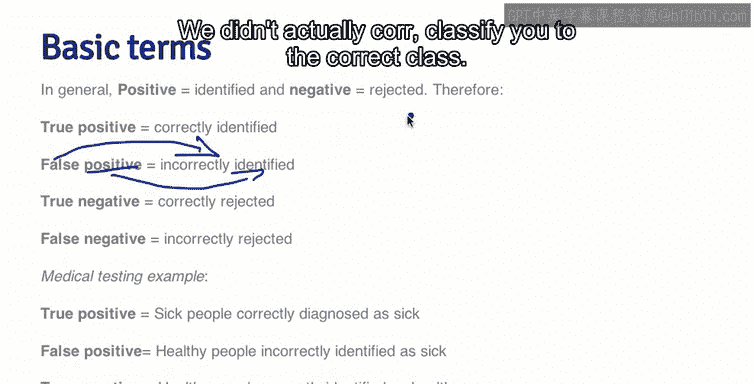 We didn't actually corr, classify you to
the correct class.
Basic terms
In general, Positive = identified and negative = rejected. Therefore:
True positive = correctly identified
False positive = incorrectly identified
True negative = correctly rejected
False negative = incorrectly rejected
Medical testing example:
True positive = Sick people correctly diagnosed as sick
False positive= Healthy people incorrectly identified as sick